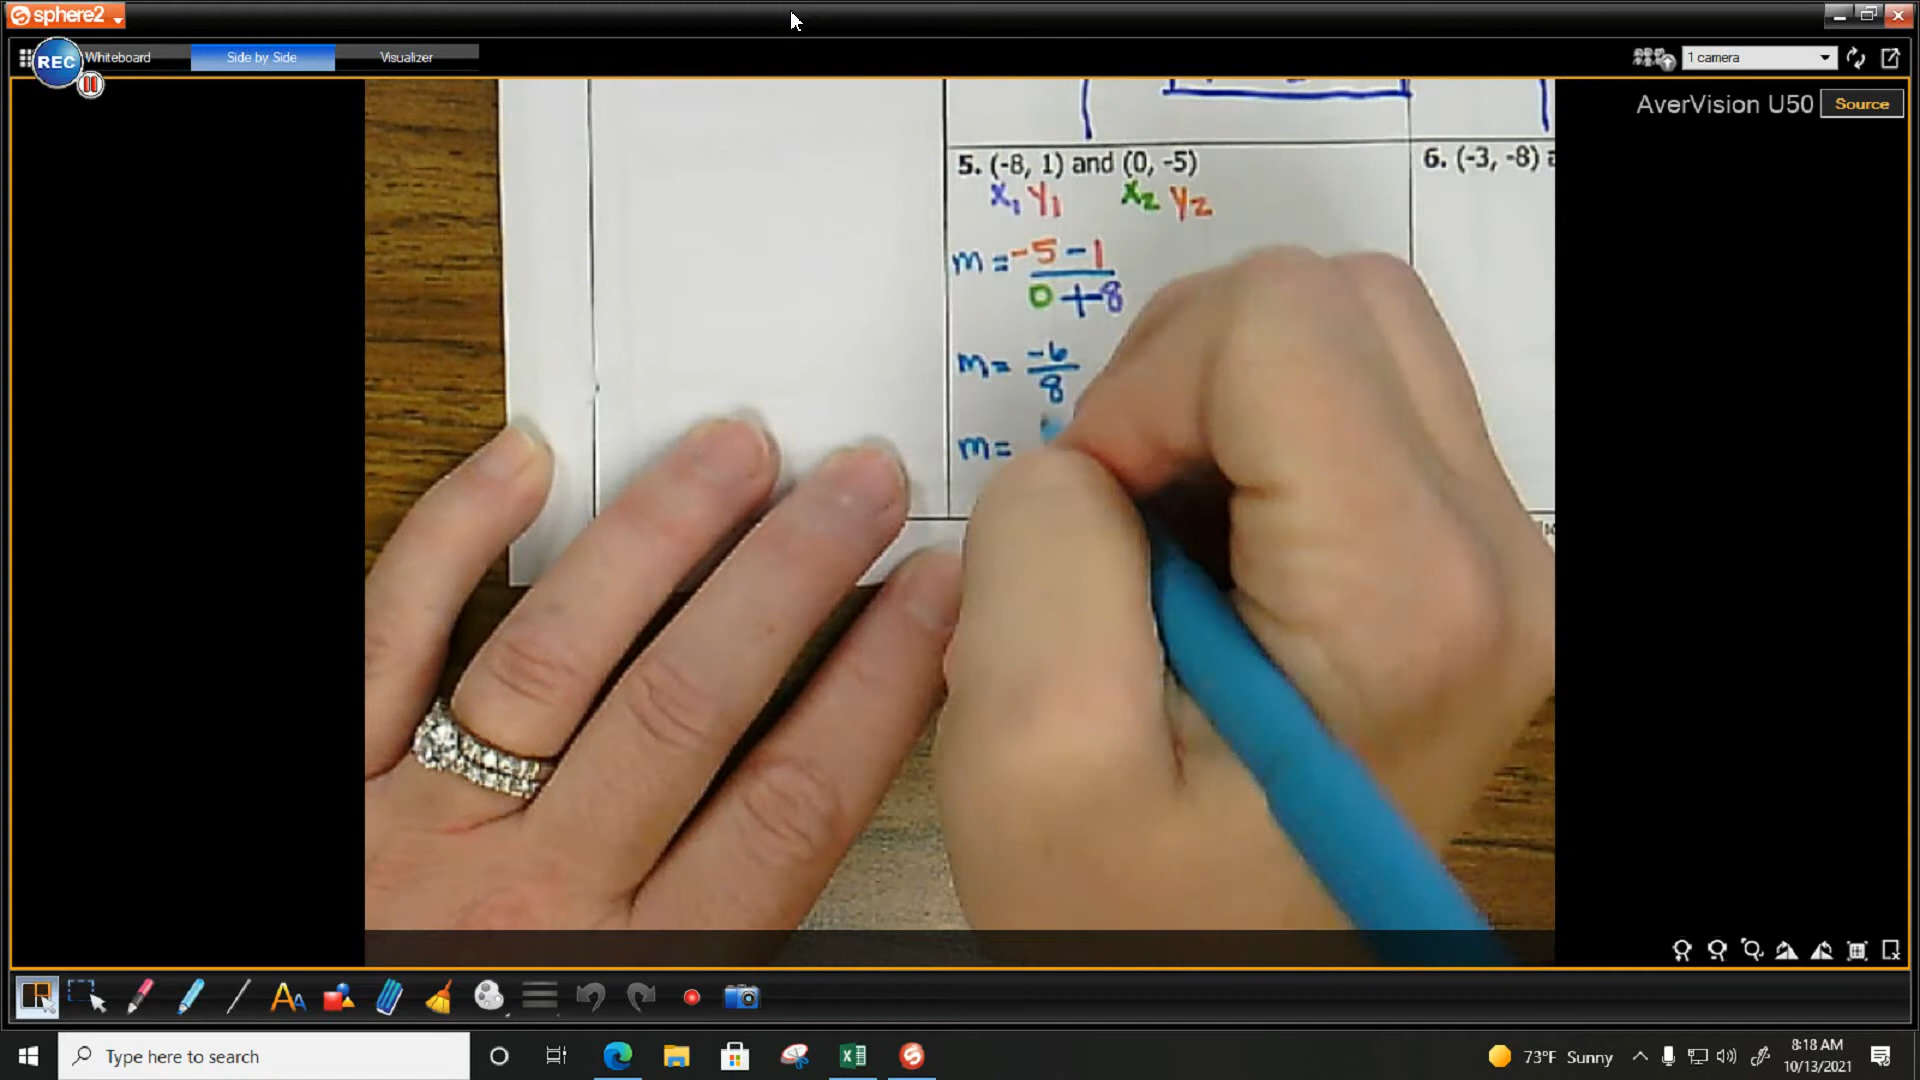 sphere2
REC
Whiteboard
Side by Side
Visualizer
1 camera
AverVision U50
Source
5. (-8, 1) and (0, -5)
x₁ y₁ x₂ y₂
6. (-3, -8)
m = -5 - 1
0 + - 8
m = -6
8
m =
Type here to search
73°F Sunny
8:18 AM
10/13/2021